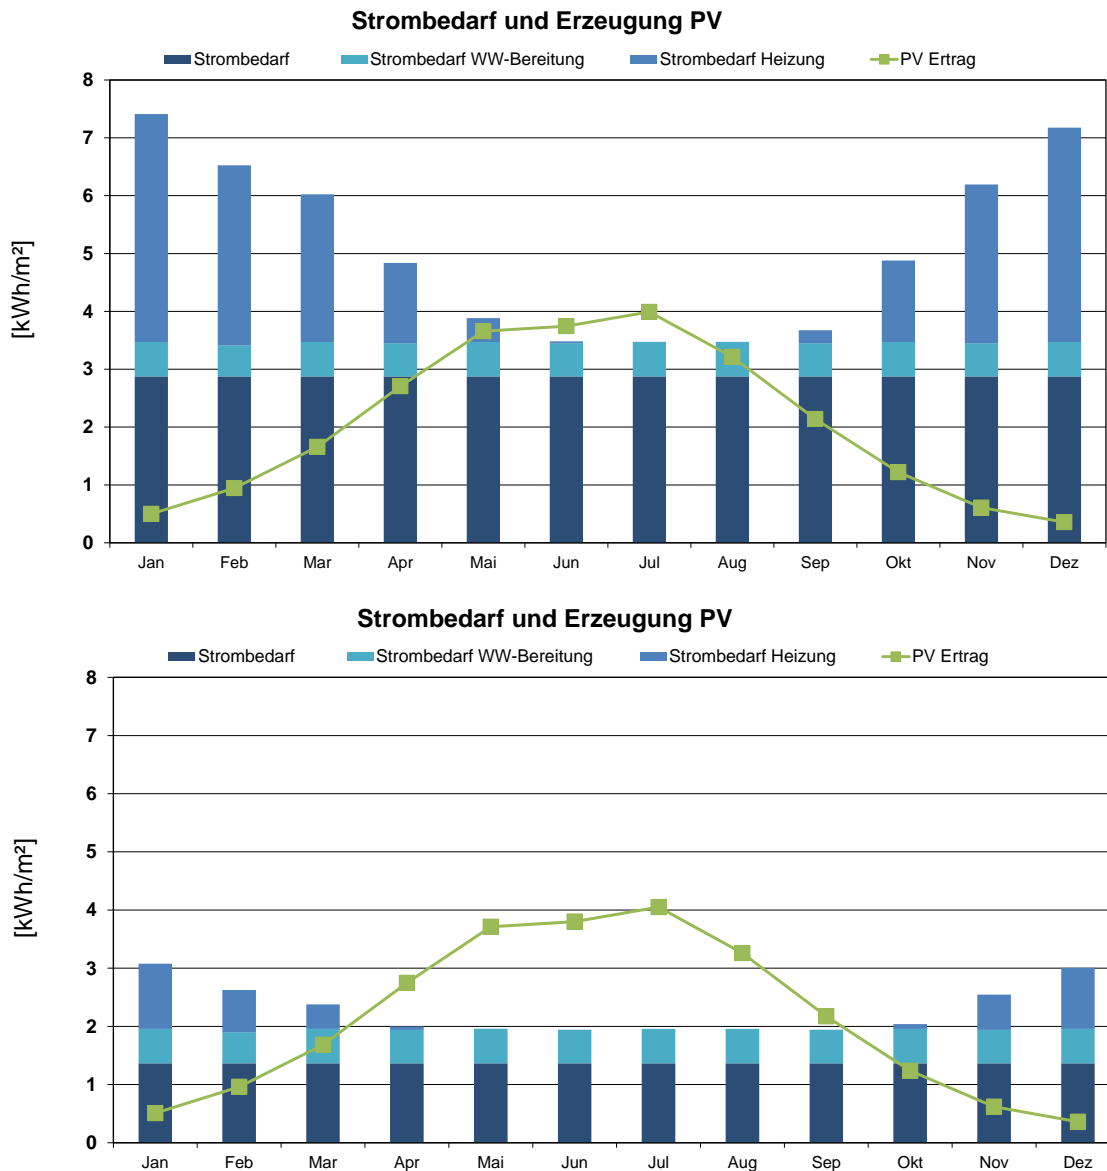 Strombedarf und Erzeugung PV
Strombedarf Strombedarf WW-Bereitung Strombedarf Heizung PV Ertrag
8
7
6
5
4
3
2
1
0
[kWh/m²]
Jan Feb Mar Apr Mai Jun Jul Aug Sep Okt Nov Dez
Strombedarf und Erzeugung PV
Strombedarf Strombedarf WW-Bereitung Strombedarf Heizung PV Ertrag
8
7
6
5
4
3
2
1
0
[kWh/m²]
Jan Feb Mar Apr Mai Jun Jul Aug Sep Okt Nov Dez